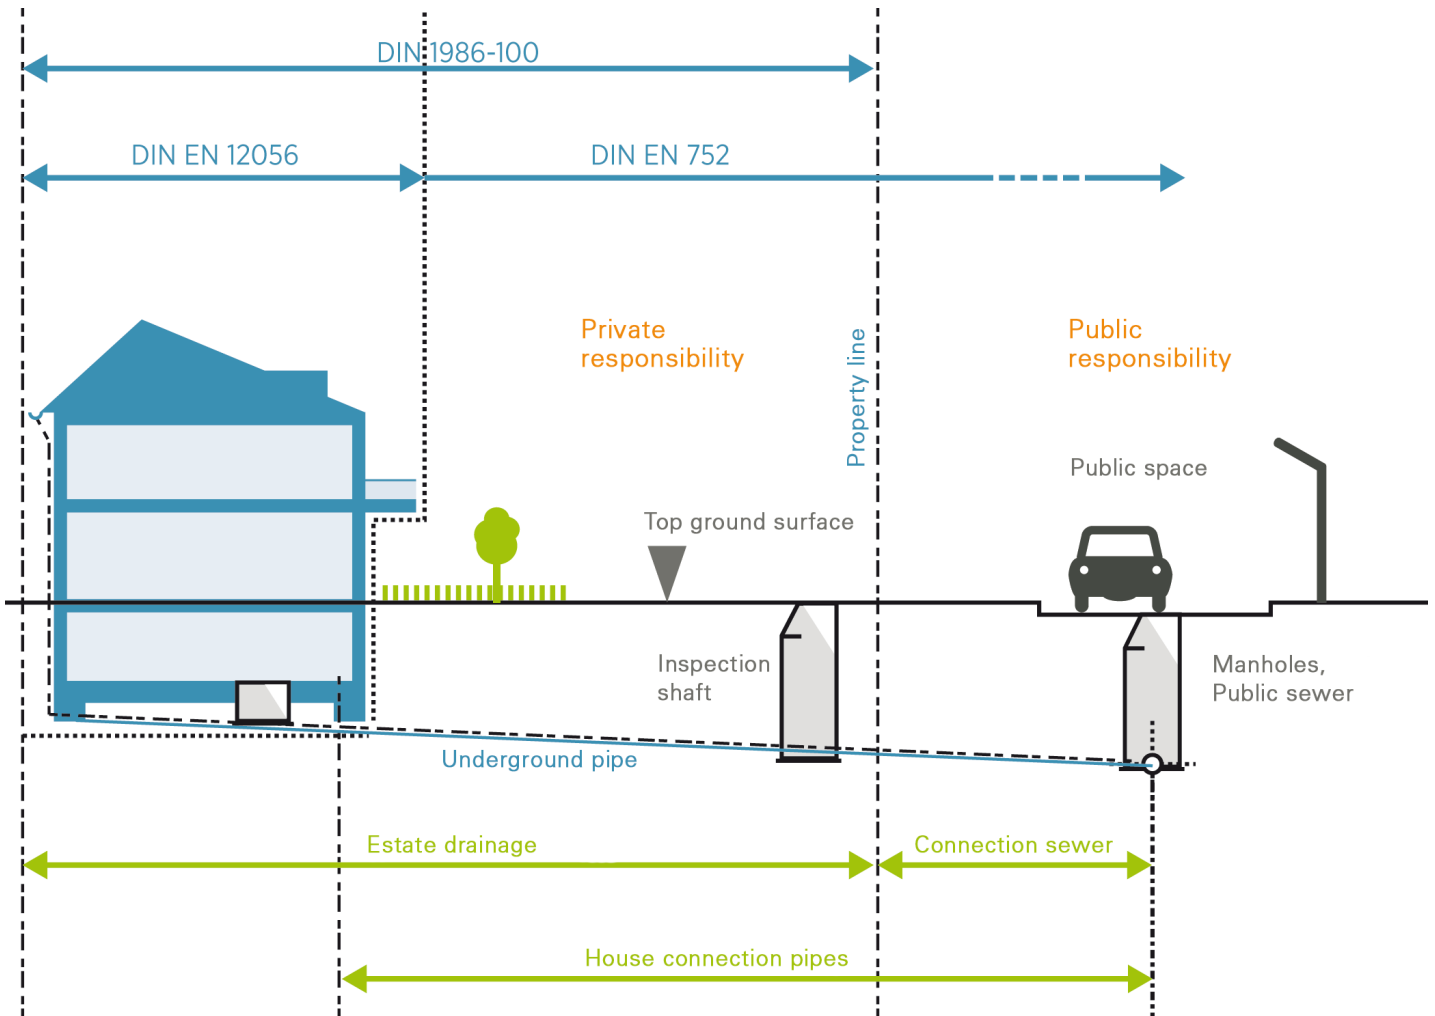 DIN 1986-100
DIN EN 12056
DIN EN 752
Private
responsibility
Property line
Public
responsibility
Public space
Top ground surface
Inspection
shaft
Manholes,
Public sewer
Underground pipe
Estate drainage
Connection sewer
House connection pipes